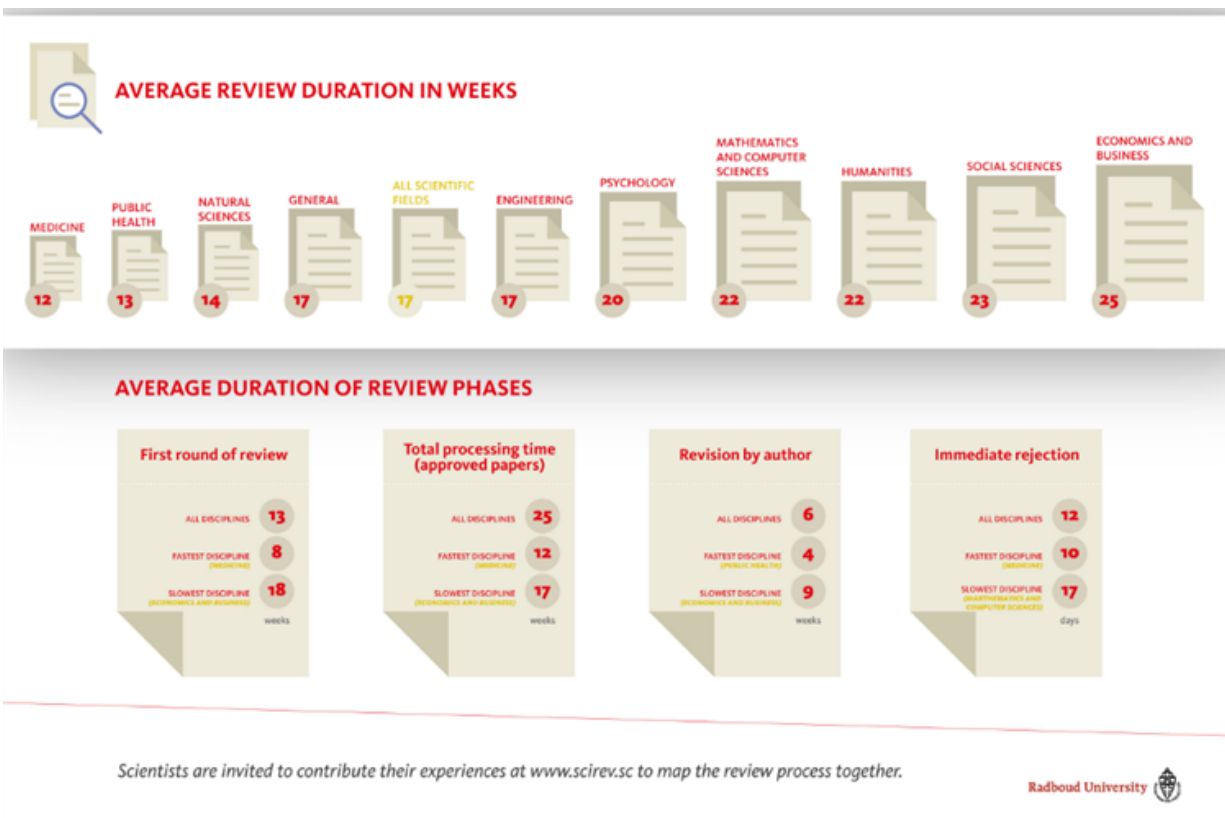 AVERAGE REVIEW DURATION IN WEEKS
MEDICINE
12
PUBLIC
HEALTH
13
NATURAL
SCIENCES
14
GENERAL
17
ALL SCIENTIFIC
FIELDS
17
ENGINEERING
17
PSYCHOLOGY
20
MATHEMATICS
AND COMPUTER
SCIENCES
22
HUMANITIES
22
SOCIAL SCIENCES
23
ECONOMICS AND
BUSINESS
25
AVERAGE DURATION OF REVIEW PHASES
First round of review
ALL DISCIPLINES 13
FASTEST DISCIPLINE 8
(MEDICINE)
SLOWEST DISCIPLINE 18
(ECONOMICS AND BUSINESS)
weeks
Total processing time
(approved papers)
ALL DISCIPLINES 25
FASTEST DISCIPLINE 12
(MEDICINE)
SLOWEST DISCIPLINE 17
(ECONOMICS AND BUSINESS)
weeks
Revision by author
ALL DISCIPLINES 6
FASTEST DISCIPLINE 4
(PUBLIC HEALTH)
SLOWEST DISCIPLINE 9
(ECONOMICS AND BUSINESS)
weeks
Immediate rejection
ALL DISCIPLINES 12
FASTEST DISCIPLINE 10
(MEDICINE)
SLOWEST DISCIPLINE 17
(MARTHEMATICS AND
COMPUTER SCIENCES)
days
Scientists are invited to contribute their experiences at www.scirev.sc to map the review process together.
Radboud University